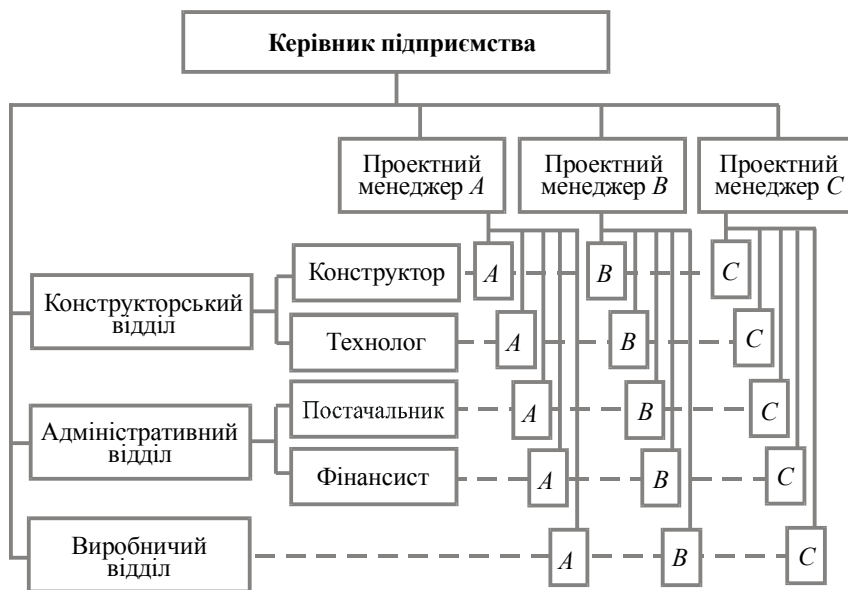 Керівник підприємства
Проектний
менеджер A
Проектний
менеджер B
Проектний
менеджер C
Конструкторський
відділ
Конструктор
A
B
C
Технолог
A
B
C
Адміністративний
відділ
Постачальник
A
B
C
Фінансист
A
B
C
Виробничий
відділ
A
B
C